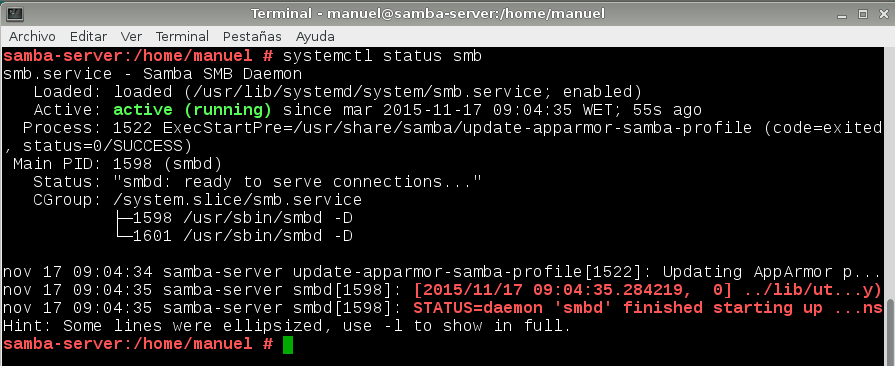 Terminal - manuel@samba-server:/home/manuel
Archivo Editar Ver Terminal Pestañas Ayuda
samba-server:/home/manuel # systemctl status smb
smb.service - Samba SMB Daemon
   Loaded: loaded (/usr/lib/systemd/system/smb.service; enabled)
   Active: active (running) since mar 2015-11-17 09:04:35 WET; 55s ago
  Process: 1522 ExecStartPre=/usr/share/samba/update-apparmor-samba-profile (code=exited
, status=0/SUCCESS)
 Main PID: 1598 (smbd)
   Status: "smbd: ready to serve connections..."
   CGroup: /system.slice/smb.service
           ├─1598 /usr/sbin/smbd -D
           └─1601 /usr/sbin/smbd -D
nov 17 09:04:34 samba-server update-apparmor-samba-profile[1522]: Updating AppArmor p...
nov 17 09:04:35 samba-server smbd[1598]: [2015/11/17 09:04:35.284219,  0] ../lib/ut...y)
nov 17 09:04:35 samba-server smbd[1598]: STATUS=daemon 'smbd' finished starting up ...ns
Hint: Some lines were ellipsized, use -l to show in full.
samba-server:/home/manuel #